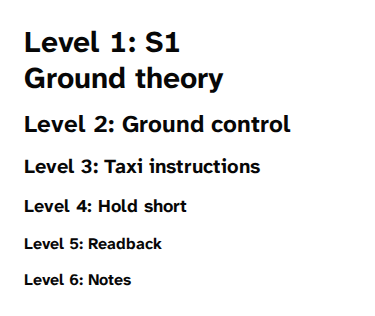 Level 1: S1
Ground theory
Level 2: Ground control
Level 3: Taxi instructions
Level 4: Hold short
Level 5: Readback
Level 6: Notes